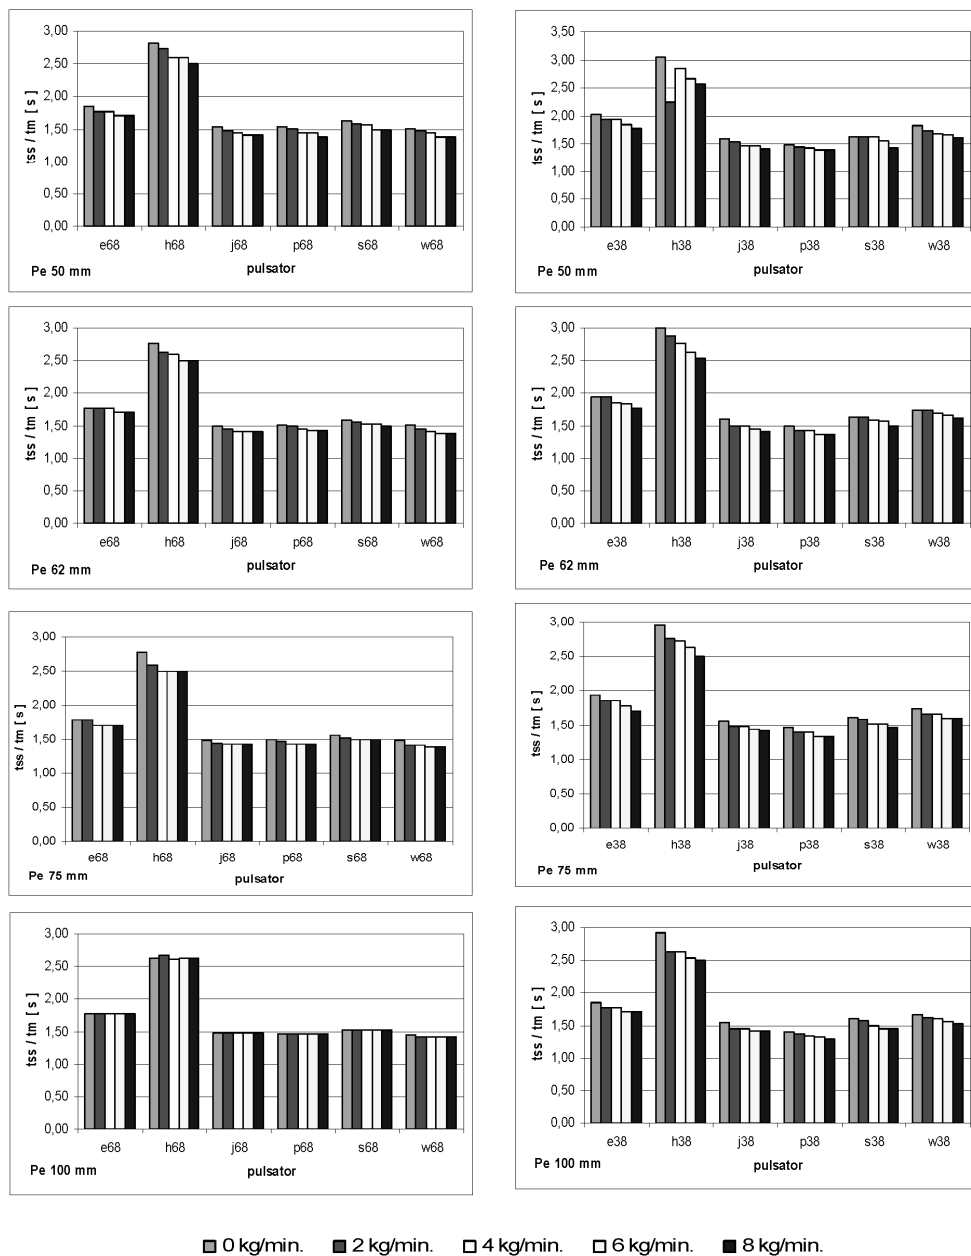 3,00
2,50
2,00
1,50
1,00
0,50
0,00
tss / tm [ s ]
e68 h68 j68 p68 s68 w68
pulsator
Pe 50 mm
3,50
3,00
2,50
2,00
1,50
1,00
0,50
0,00
tss / tm [ s ]
e38 h38 j38 p38 s38 w38
pulsator
Pe 50 mm
3,00
2,50
2,00
1,50
1,00
0,50
0,00
tss / tm [ s ]
e68 h68 j68 p68 s68 w68
pulsator
Pe 62 mm
3,00
2,50
2,00
1,50
1,00
0,50
0,00
tss / tm [ s ]
e38 h38 j38 p38 s38 w38
pulsator
Pe 62 mm
3,00
2,50
2,00
1,50
1,00
0,50
0,00
tss / tm [ s ]
e68 h68 j68 p68 s68 w68
pulsator
Pe 75 mm
3,00
2,50
2,00
1,50
1,00
0,50
0,00
tss / tm [ s ]
e38 h38 j38 p38 s38 w38
pulsator
Pe 75 mm
3,00
2,50
2,00
1,50
1,00
0,50
0,00
tss / tm [ s ]
e68 h68 j68 p68 s68 w68
pulsator
Pe 100 mm
3,00
2,50
2,00
1,50
1,00
0,50
0,00
tss / tm [ s ]
e38 h38 j38 p38 s38 w38
pulsator
Pe 100 mm
0 kg/min. 2 kg/min. 4 kg/min. 6 kg/min. 8 kg/min.